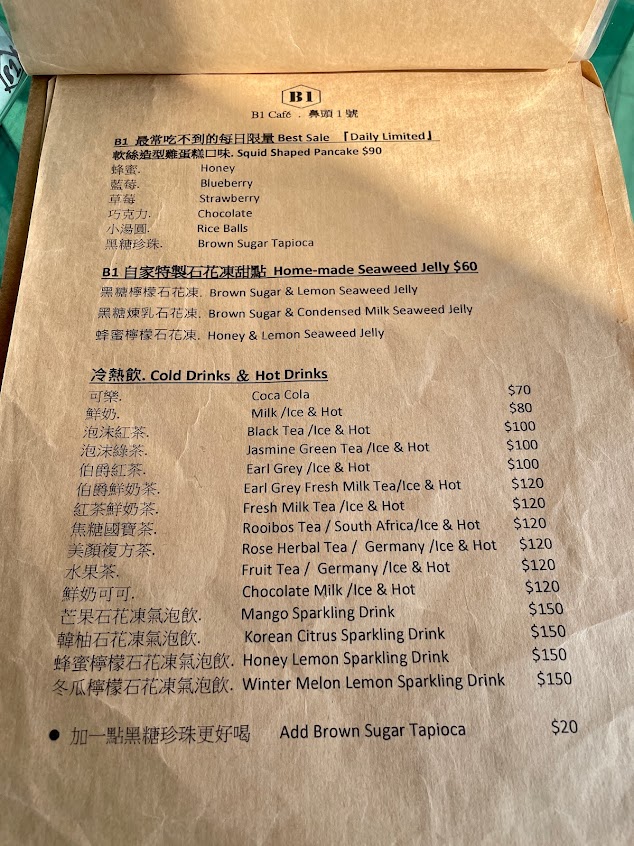 B1
B1 Café . 鼻頭 1 號
B1 最常吃不到的每日限量 Best Sale 「Daily Limited」
軟絲造型雞蛋糕口味. Squid Shaped Pancake $90
蜂蜜. Honey
藍莓. Blueberry
草莓 Strawberry
巧克力. Chocolate
小湯圓. Rice Balls
黑糖珍珠. Brown Sugar Tapioca
B1 自家特製石花凍甜點 Home-made Seaweed Jelly $60
黑糖檸檬石花凍. Brown Sugar & Lemon Seaweed Jelly
黑糖煉乳石花凍. Brown Sugar & Condensed Milk Seaweed Jelly
蜂蜜檸檬石花凍. Honey & Lemon Seaweed Jelly
冷熱飲. Cold Drinks & Hot Drinks
可樂. Coca Cola $70
鮮奶. Milk /Ice & Hot $80
泡沫紅茶. Black Tea /Ice & Hot $100
泡沫綠茶. Jasmine Green Tea /Ice & Hot $100
伯爵紅茶. Earl Grey /Ice & Hot $100
伯爵鮮奶茶. Earl Grey Fresh Milk Tea/Ice & Hot $120
紅茶鮮奶茶. Fresh Milk Tea /Ice & Hot $120
焦糖國寶茶. Rooibos Tea / South Africa/Ice & Hot $120
美顏複方茶. Rose Herbal Tea / Germany /Ice & Hot $120
水果茶. Fruit Tea / Germany /Ice & Hot $120
鮮奶可可. Chocolate Milk /Ice & Hot $120
芒果石花凍氣泡飲. Mango Sparkling Drink $150
韓柚石花凍氣泡飲. Korean Citrus Sparkling Drink $150
蜂蜜檸檬石花凍氣泡飲. Honey Lemon Sparkling Drink $150
冬瓜檸檬石花凍氣泡飲. Winter Melon Lemon Sparkling Drink $150
● 加一點黑糖珍珠更好喝 Add Brown Sugar Tapioca $20